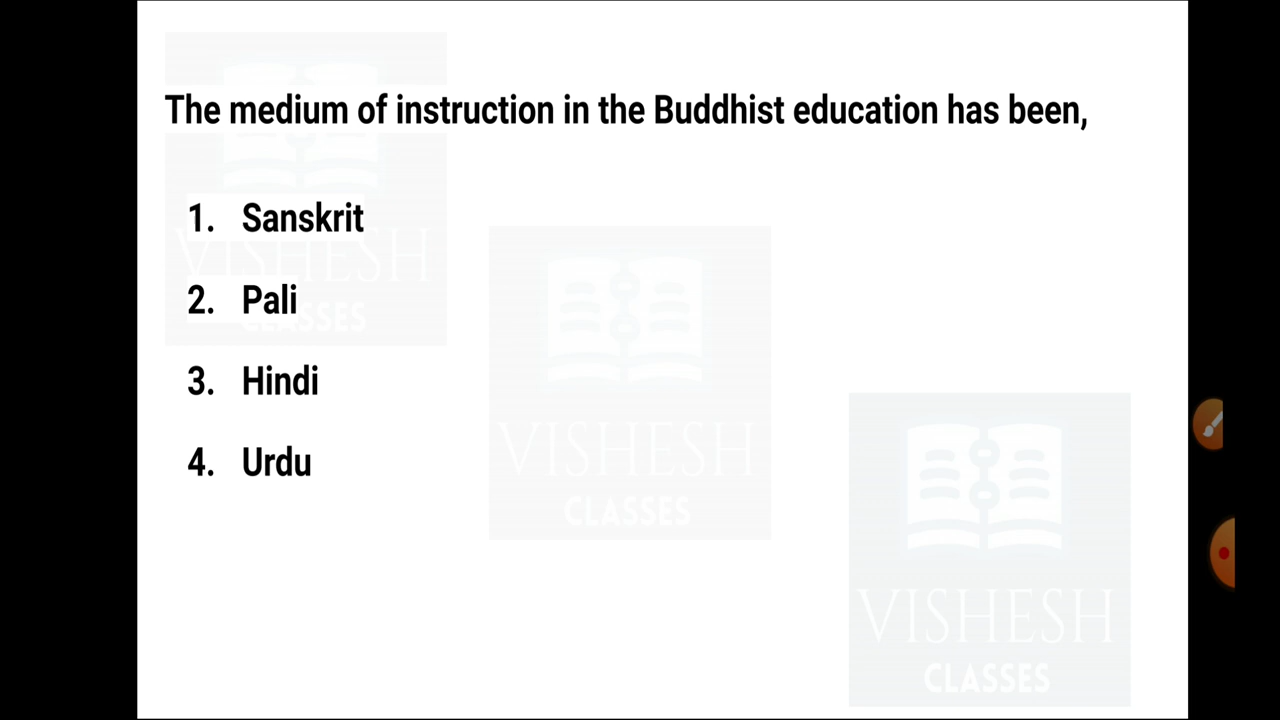 The medium of instruction in the Buddhist education has been,
1. Sanskrit
2. Pali
3. Hindi
4. Urdu
VISHESH
CLASSES
VISHESH
CLASSES
VISHESH
CLASSES